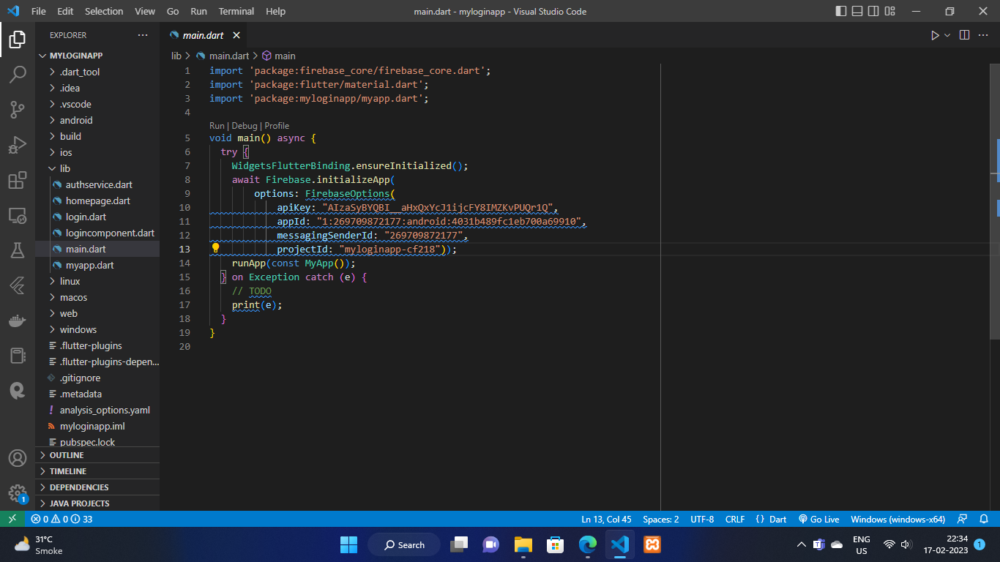 File Edit Selection View Go Run Terminal Help
main.dart - myloginapp - Visual Studio Code
EXPLORER
MYLOGINAPP
.dart_tool
.idea
.vscode
android
build
ios
lib
authservice.dart
homepage.dart
login.dart
logincomponent.dart
main.dart
myapp.dart
linux
macos
web
windows
.flutter-plugins
.flutter-plugins-depen...
.gitignore
.metadata
analysis_options.yaml
myloginapp.iml
pubspec.lock
OUTLINE
TIMELINE
DEPENDENCIES
JAVA PROJECTS
1
main.dart
lib > main.dart > main
1 import 'package:firebase_core/firebase_core.dart';
2 import 'package:flutter/material.dart';
3 import 'package:myloginapp/myapp.dart';
4
Run | Debug | Profile
5 void main() async {
6 try {
7 WidgetsFlutterBinding.ensureInitialized();
8 await Firebase.initializeApp(
9 options: FirebaseOptions(
10 apiKey: "AIzaSyBYQBI__aHxQxYcJ1ijcFY8IMZKvPUQr1Q",
11 appId: "1:269709872177:android:4031b489fc1eb700a69910",
12 messagingSenderId: "269709872177",
13 projectId: "myloginapp-cf218"));
14 runApp(const MyApp());
15 } on Exception catch (e) {
16 // TODO
17 print(e);
18 }
19 }
20
0 0 33
Ln 13, Col 45 Spaces: 2 UTF-8 CRLF {} Dart Go Live Windows (windows-x64)
31°C
Smoke
Search
ENG
US
22:34
17-02-2023
1